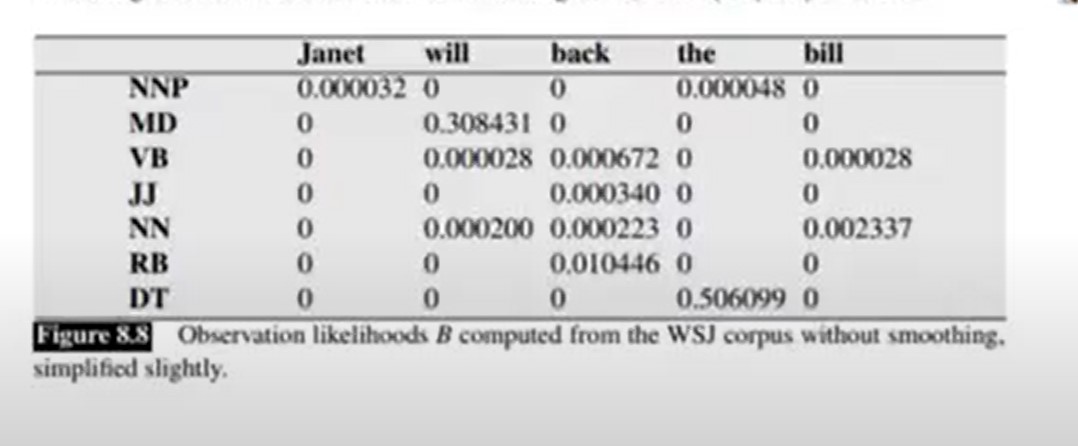 Janet will back the bill
NNP 0.000032 0 0 0.000048 0
MD 0 0.308431 0 0 0
VB 0 0.000028 0.000672 0 0.000028
JJ 0 0 0.000340 0 0
NN 0 0.000200 0.000223 0 0.002337
RB 0 0 0.010446 0 0
DT 0 0 0 0.506099 0
Figure 8.8 Observation likelihoods B computed from the WSJ corpus without smoothing,
simplified slightly.